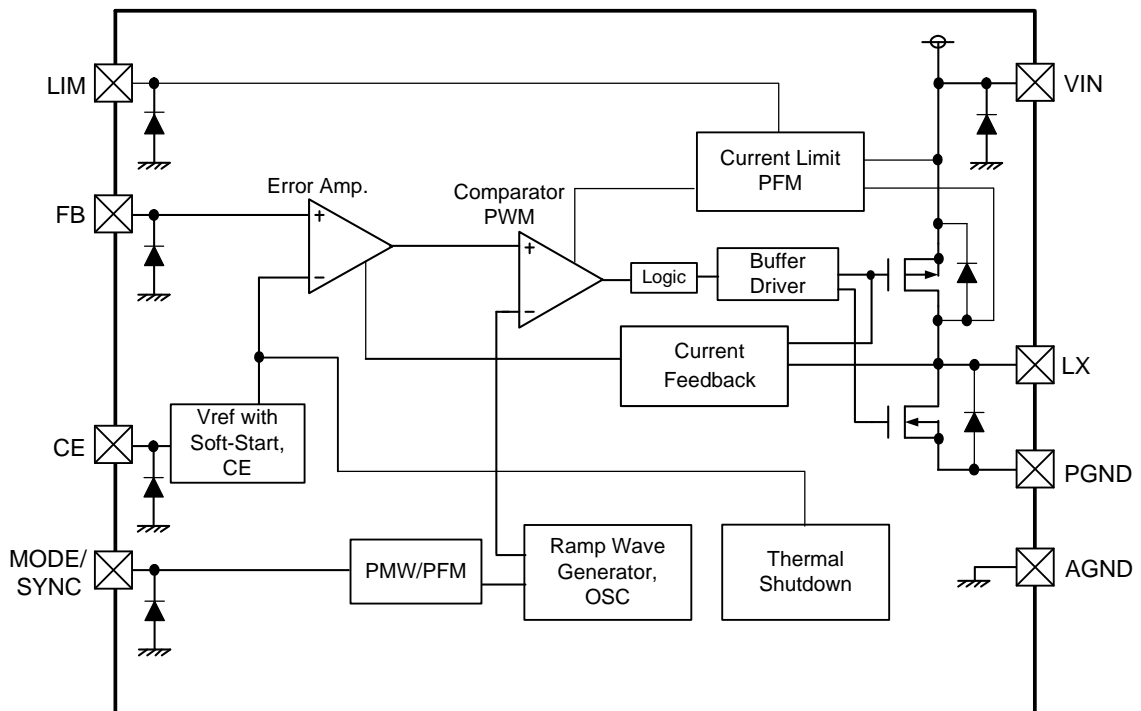 LIM
VIN
Current Limit
PFM
Error Amp.
Comparator
PWM
FB
+
−
+
−
Logic
Buffer
Driver
Current
Feedback
LX
Vref with
Soft-Start,
CE
CE
PGND
MODE/
SYNC
PMW/PFM
Ramp Wave
Generator,
OSC
Thermal
Shutdown
AGND